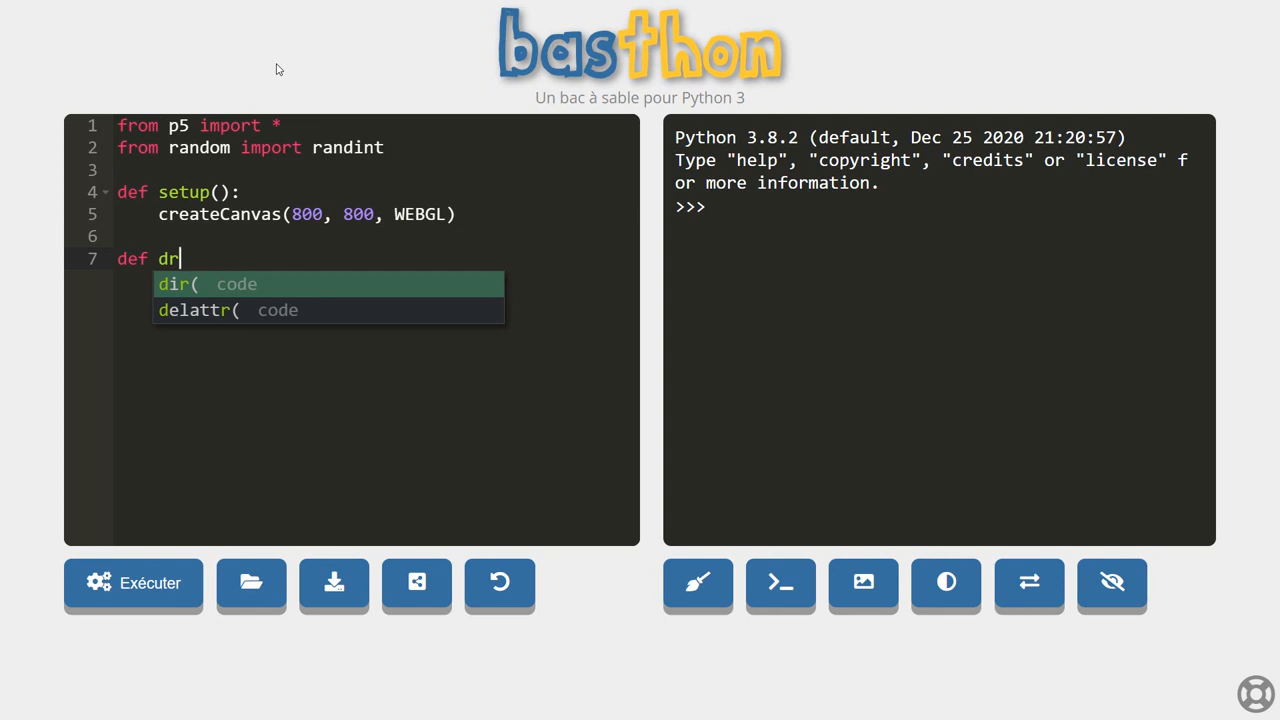 basthon
Un bac à sable pour Python 3
1 from p5 import *
2 from random import randint
3
4 def setup():
5 createCanvas(800, 800, WEBGL)
6
7 def dr
dir( code
delattr( code
Python 3.8.2 (default, Dec 25 2020 21:20:57)
Type "help", "copyright", "credits" or "license" f
or more information.
>>>
Exécuter